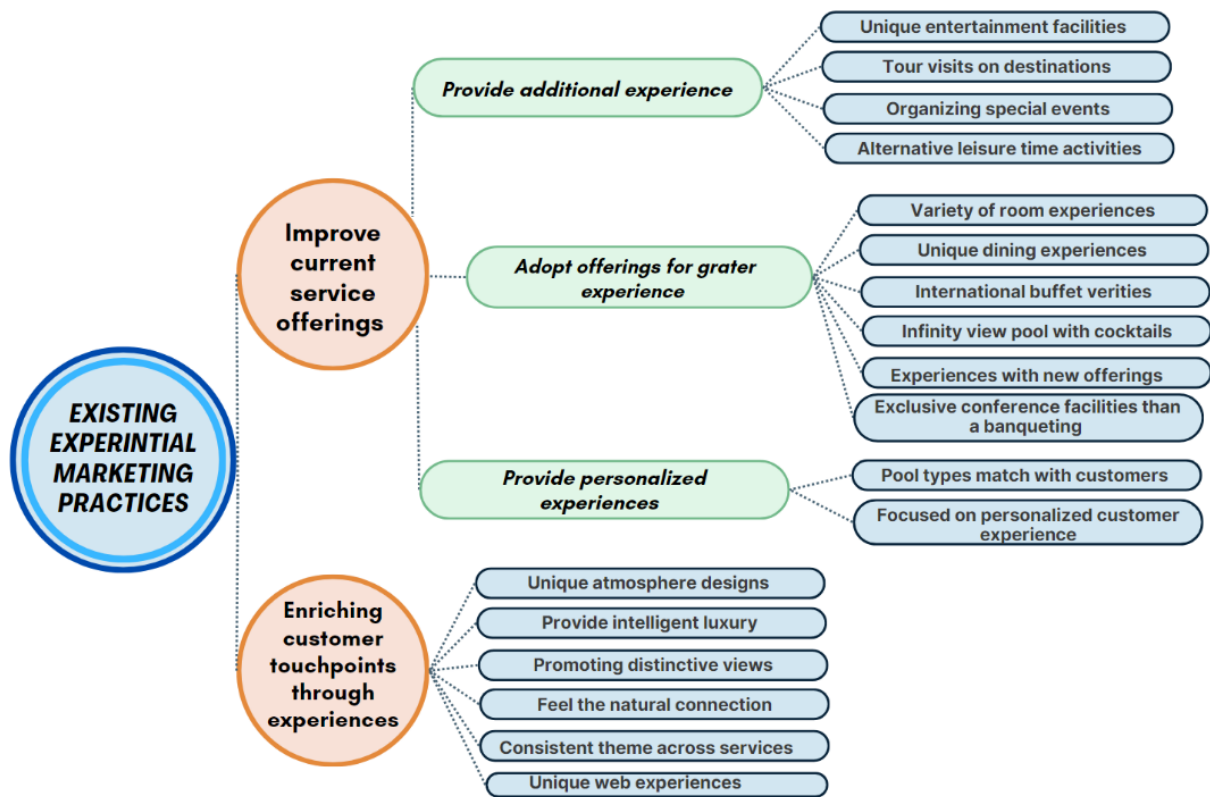 EXISTING
EXPERINTIAL
MARKETING
PRACTICES
Improve
current
service
offerings
Provide additional experience
Unique entertainment facilities
Tour visits on destinations
Organizing special events
Alternative leisure time activities
Adopt offerings for grater
experience
Variety of room experiences
Unique dining experiences
International buffet verities
Infinity view pool with cocktails
Experiences with new offerings
Exclusive conference facilities than
a banqueting
Provide personalized
experiences
Pool types match with customers
Focused on personalized customer
experience
Enriching
customer
touchpoints
through
experiences
Unique atmosphere designs
Provide intelligent luxury
Promoting distinctive views
Feel the natural connection
Consistent theme across services
Unique web experiences